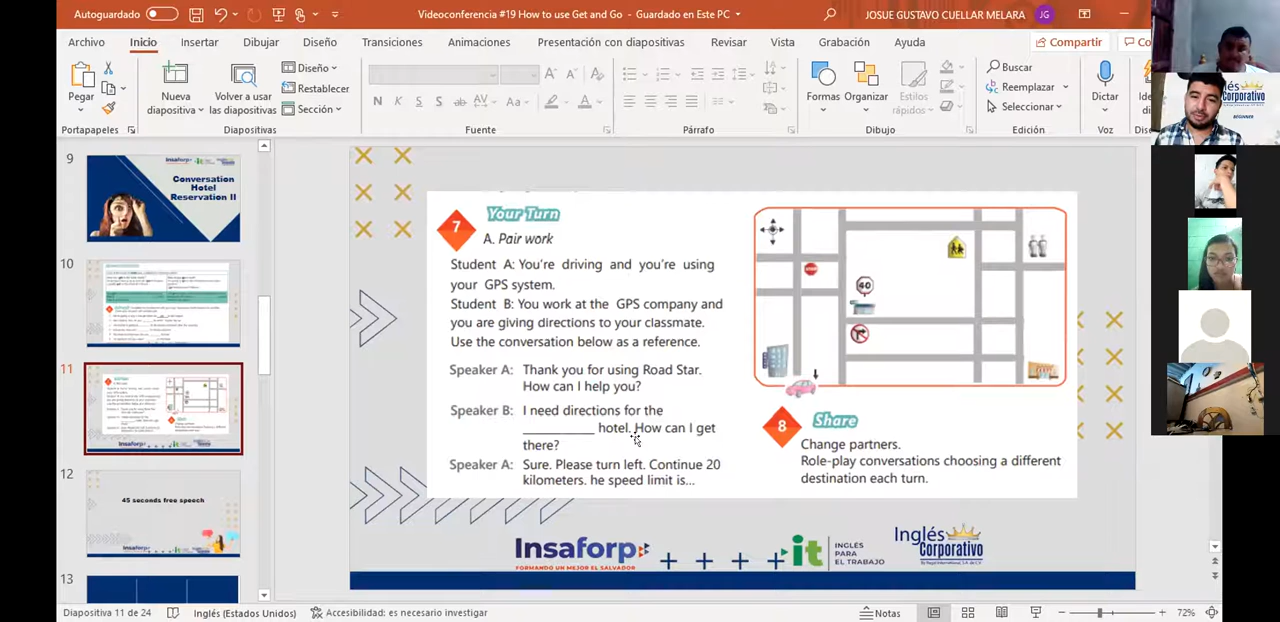 Autoguardado
Videoconferencia #19 How to use Get and Go - Guardado en Este PC
JOSUE GUSTAVO CUELLAR MELARA
JG
Archivo
Inicio
Insertar
Dibujar
Diseño
Transiciones
Animaciones
Presentación con diapositivas
Revisar
Vista
Grabación
Ayuda
Compartir
Co
Pegar
Nueva
diapositiva
Volver a usar
las diapositivas
Diseño
Restablecer
Sección
Formas
Organizar
Estilos
rápidos
Buscar
Reemplazar
Seleccionar
Dictar
Portapapeles
Diapositivas
Fuente
Párrafo
Dibujo
Edición
Voz
9
Conversation
Hotel
Reservation II
10
11
12
45 seconds free speech
13
7
Your Turn
A. Pair work
Student A: You're driving and you're using
your GPS system.
Student B: You work at the GPS company and
you are giving directions to your classmate.
Use the conversation below as a reference.
Speaker A: Thank you for using Road Star.
How can I help you?
Speaker B: I need directions for the
____________ hotel. How can I get
there?
Speaker A: Sure. Please turn left. Continue 20
kilometers. he speed limit is...
40
8
Share
Change partners.
Role-play conversations choosing a different
destination each turn.
Insaforp
FORMANDO UN MEJOR EL SALVADOR
it
INGLÉS
PARA
EL TRABAJO
Inglés
Corporativo
Diapositiva 11 de 24
Inglés (Estados Unidos)
Accesibilidad: es necesario investigar
Notas
72%